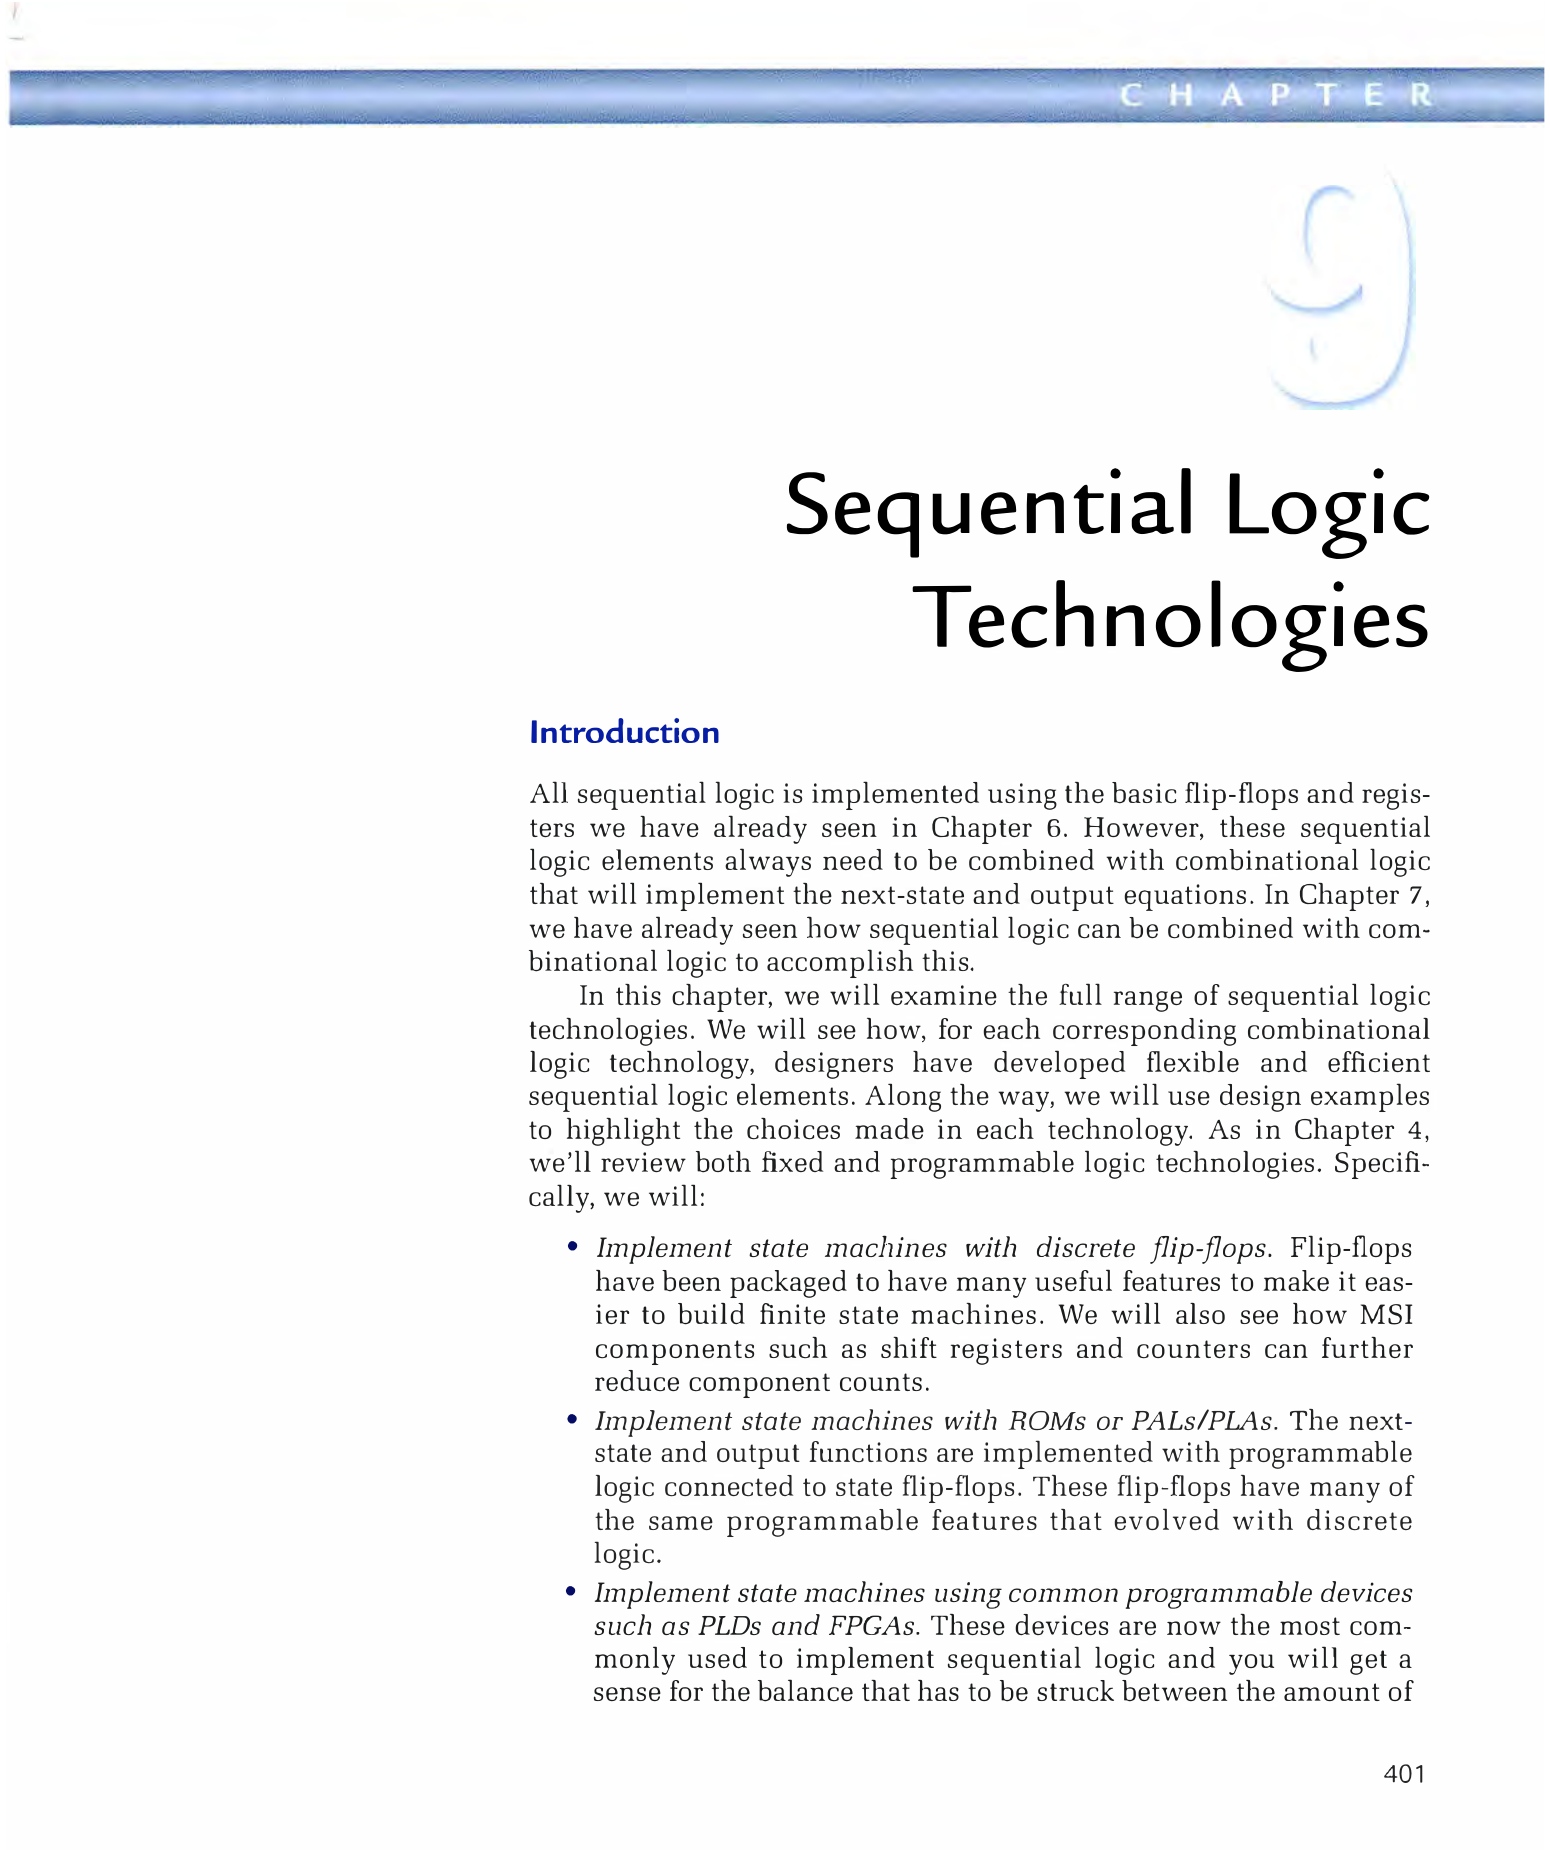 CHAPTER
9
Sequential Logic
Technologies
Introduction
All sequential logic is implemented using the basic flip-flops and regis-
ters we have already seen in Chapter 6. However, these sequential
logic elements always need to be combined with combinational logic
that will implement the next-state and output equations. In Chapter 7,
we have already seen how sequential logic can be combined with com-
binational logic to accomplish this.
In this chapter, we will examine the full range of sequential logic
technologies. We will see how, for each corresponding combinational
logic technology, designers have developed flexible and efficient
sequential logic elements. Along the way, we will use design examples
to highlight the choices made in each technology. As in Chapter 4,
we'll review both fixed and programmable logic technologies. Specifi-
cally, we will:
• Implement state machines with discrete flip-flops. Flip-flops
have been packaged to have many useful features to make it eas-
ier to build finite state machines. We will also see how MSI
components such as shift registers and counters can further
reduce component counts.
• Implement state machines with ROMs or PALs/PLAs. The next-
state and output functions are implemented with programmable
logic connected to state flip-flops. These flip-flops have many of
the same programmable features that evolved with discrete
logic.
• Implement state machines using common programmable devices
such as PLDs and FPGAs. These devices are now the most com-
monly used to implement sequential logic and you will get a
sense for the balance that has to be struck between the amount of
401